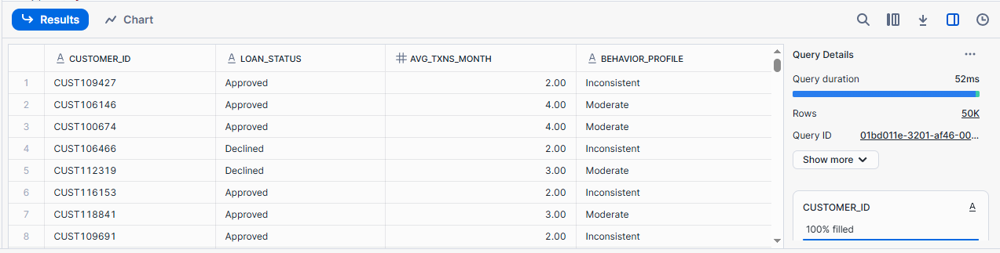 Results
Chart
CUSTOMER_ID LOAN_STATUS AVG_TXNS_MONTH BEHAVIOR_PROFILE
1 CUST109427 Approved 2.00 Inconsistent
2 CUST106146 Approved 4.00 Moderate
3 CUST100674 Approved 4.00 Moderate
4 CUST106466 Declined 2.00 Inconsistent
5 CUST112319 Declined 3.00 Moderate
6 CUST116153 Approved 2.00 Inconsistent
7 CUST118841 Approved 3.00 Moderate
8 CUST109691 Approved 2.00 Inconsistent
Query Details
Query duration 52ms
Rows 50K
Query ID 01bd011e-3201-af46-00...
Show more
CUSTOMER_ID A
100% filled